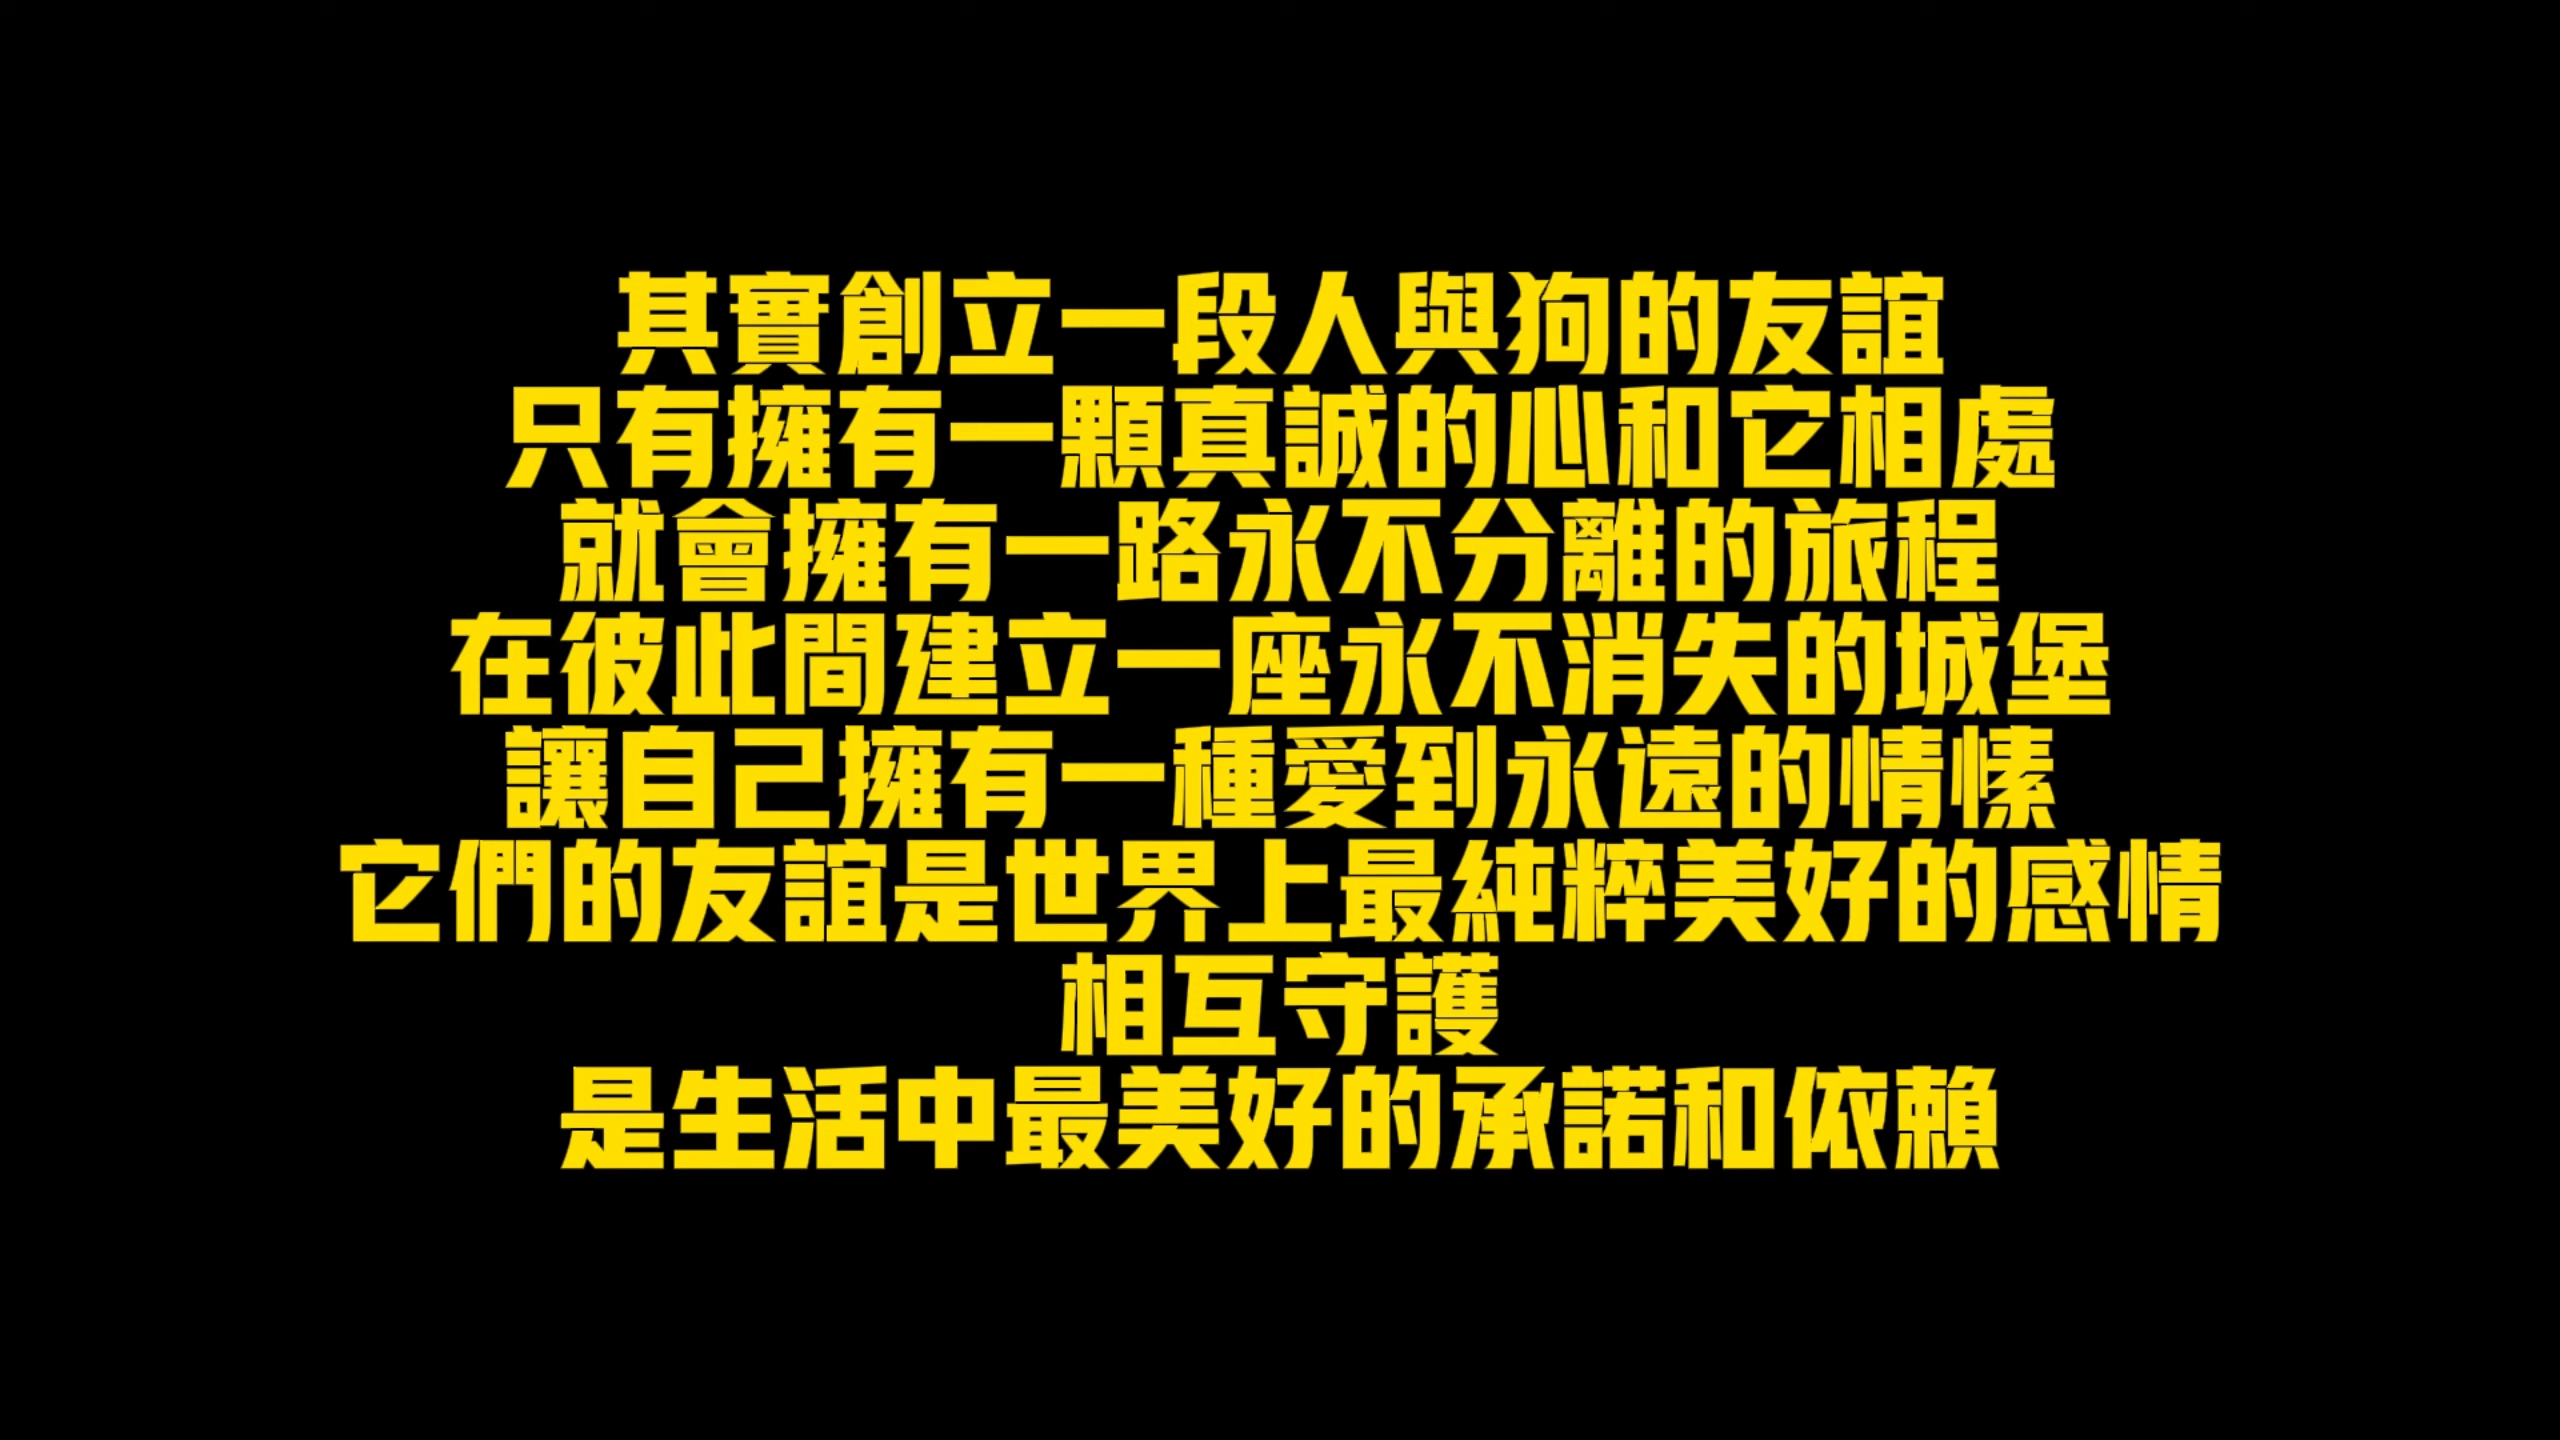 其實創立一段人與狗的友誼
只有擁有一顆真誠的心和它相處
就會擁有一路永不分離的旅程
在彼此間建立一座永不消失的城堡
讓自己擁有一種愛到永遠的情愫
它們的友誼是世界上最純粹美好的感情
相互守護
是生活中最美好的承諾和依賴